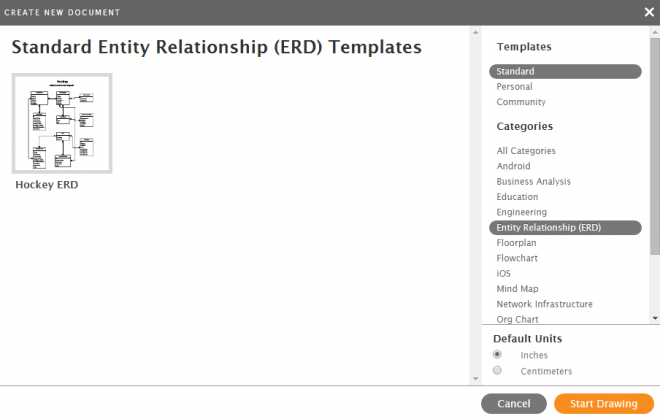 CREATE NEW DOCUMENT
Standard Entity Relationship (ERD) Templates
Hockey ERD
Templates
Standard
Personal
Community
Categories
All Categories
Android
Business Analysis
Education
Engineering
Entity Relationship (ERD)
Floorplan
Flowchart
iOS
Mind Map
Network Infrastructure
Org Chart
Default Units
Inches
Centimeters
Cancel
Start Drawing